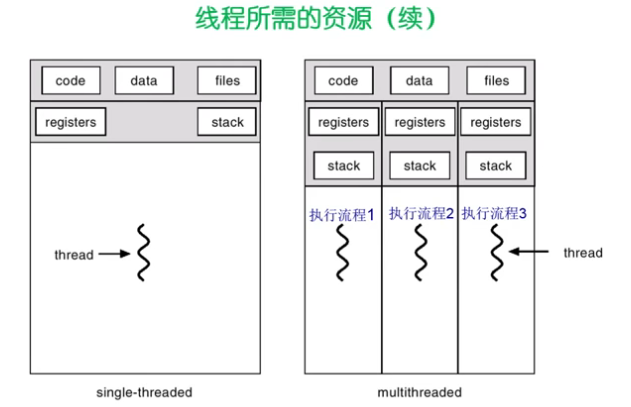 线程所需的资源（续）
code data files
registers stack
thread
single-threaded
code data files
registers registers registers
stack stack stack
执行流程1 执行流程2 执行流程3
thread
multithreaded